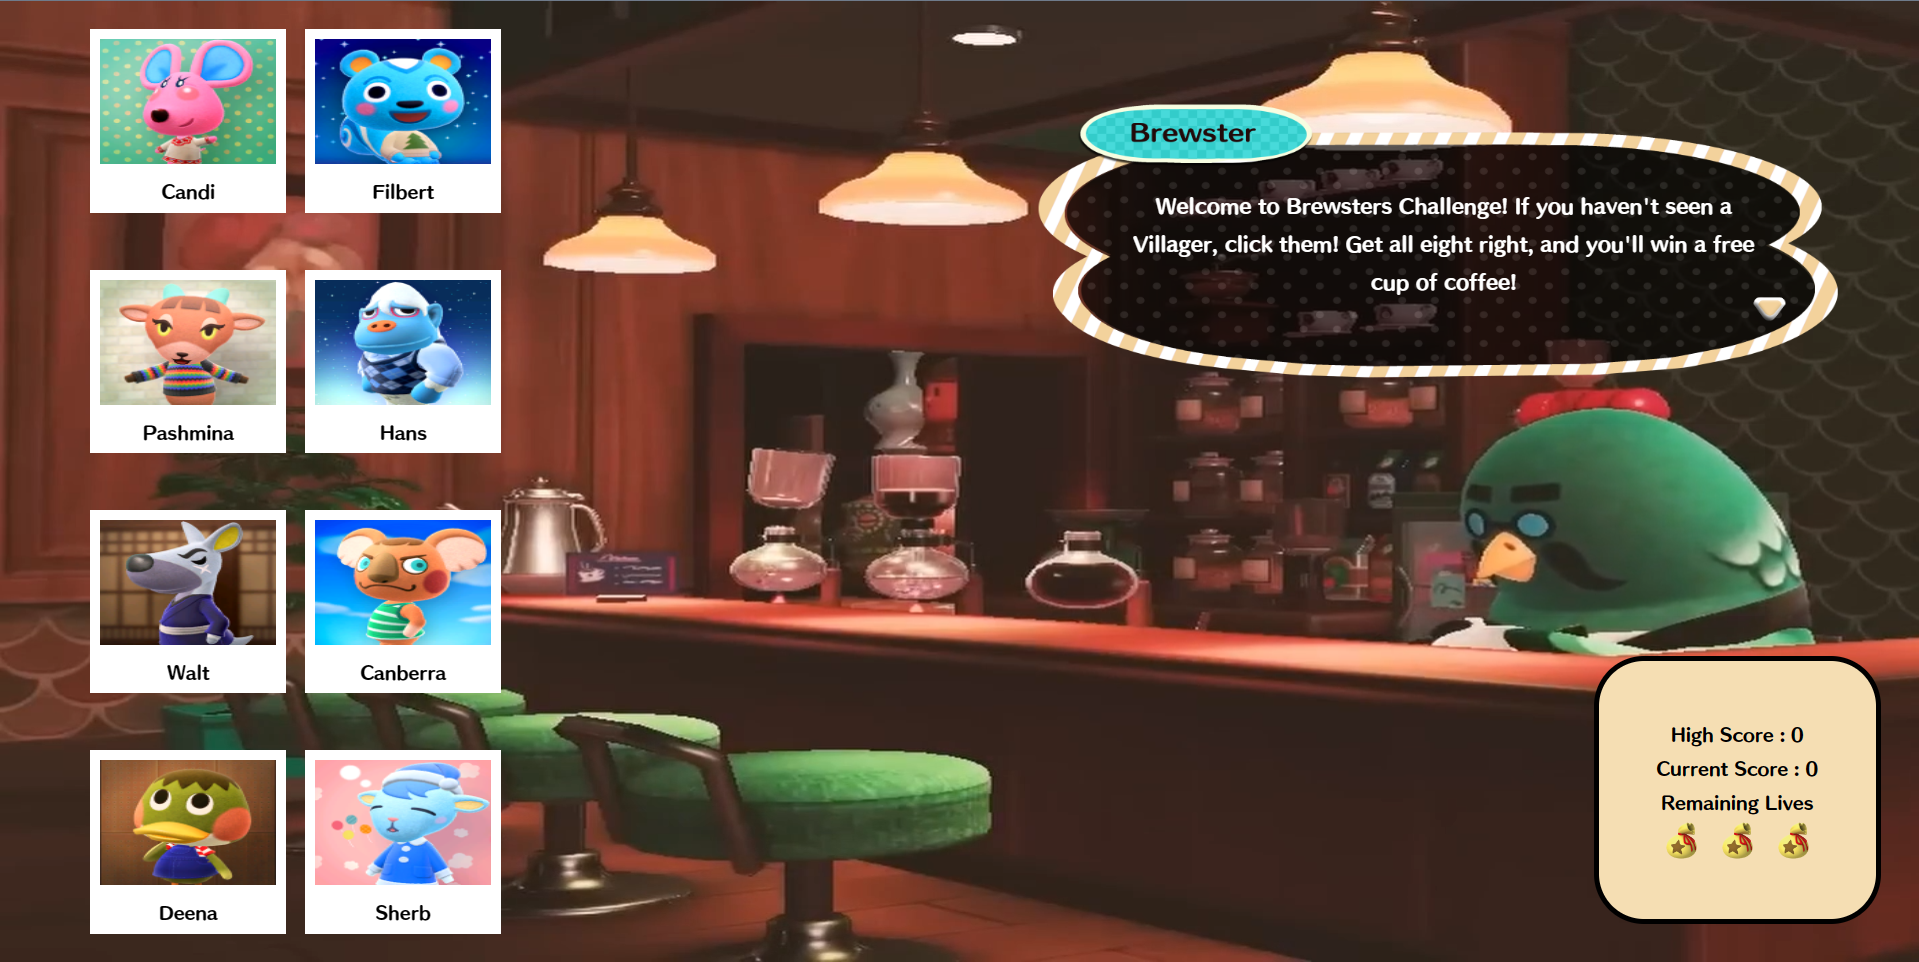 Candi
Filbert
Pashmina
Hans
Walt
Canberra
Deena
Sherb
Brewster
Welcome to Brewsters Challenge! If you haven't seen a
Villager, click them! Get all eight right, and you'll win a free
cup of coffee!
High Score : 0
Current Score : 0
Remaining Lives